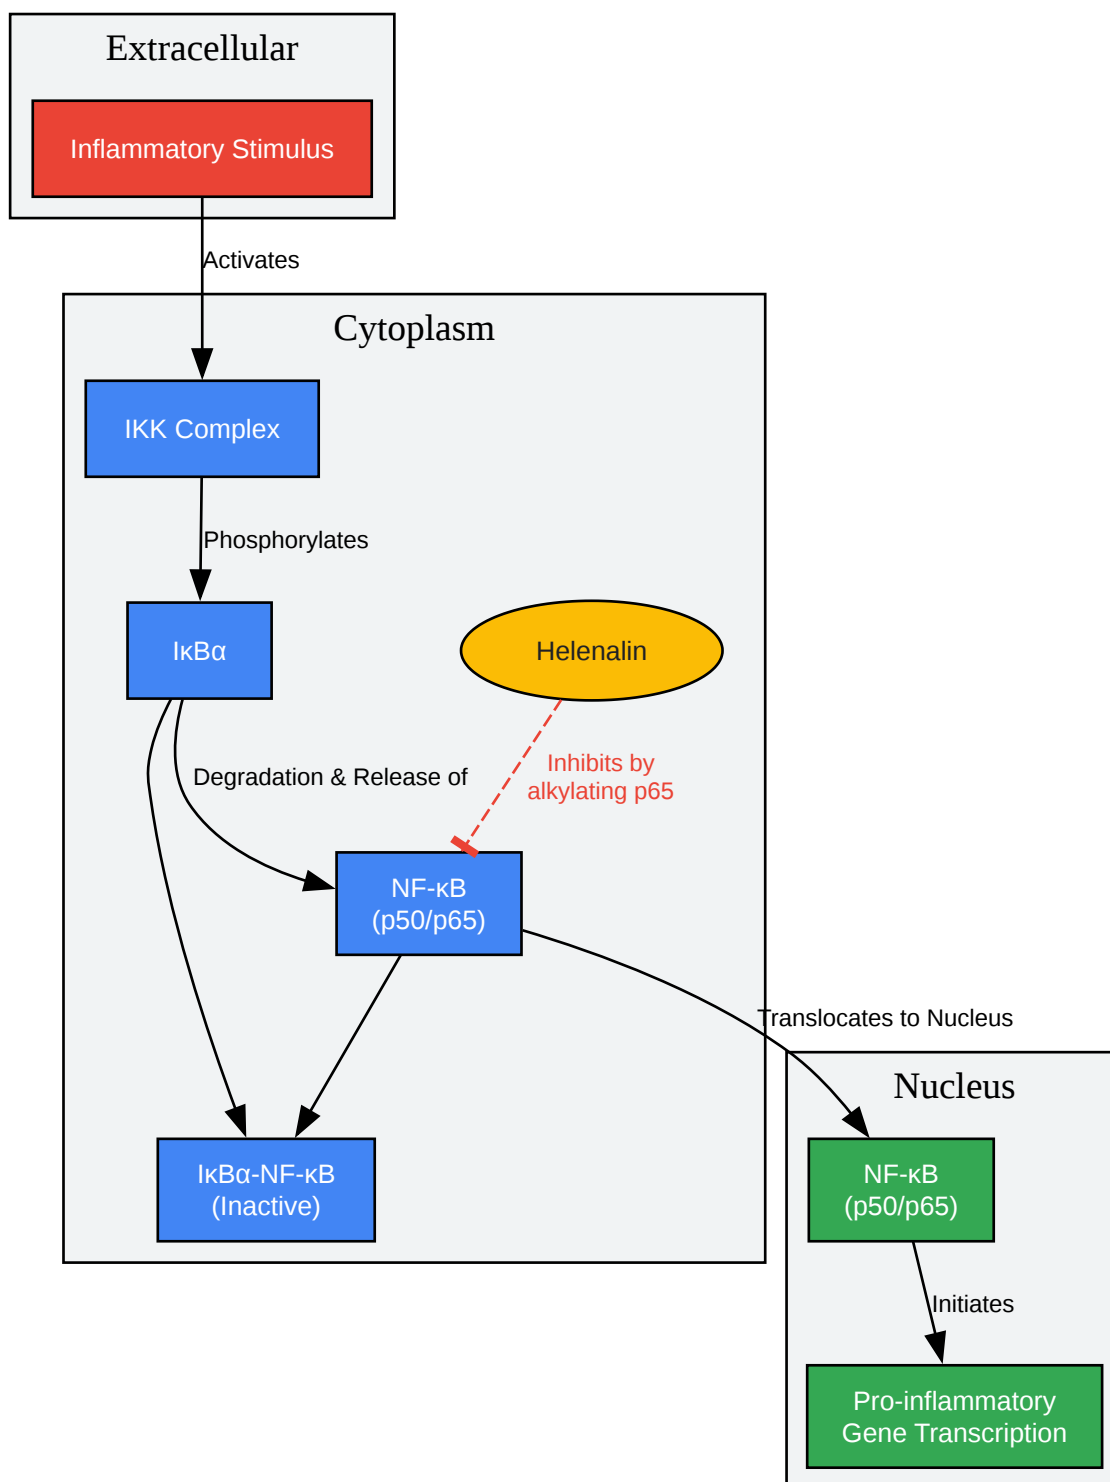 Extracellular
Inflammatory Stimulus
Activates
Cytoplasm
IKK Complex
Phosphorylates
IκBα
Helenalin
Degradation & Release of
Inhibits by
alkylating p65
NF-κB
(p50/p65)
Translocates to Nucleus
Nucleus
IκBα-NF-κB
(Inactive)
NF-κB
(p50/p65)
Initiates
Pro-inflammatory
Gene Transcription